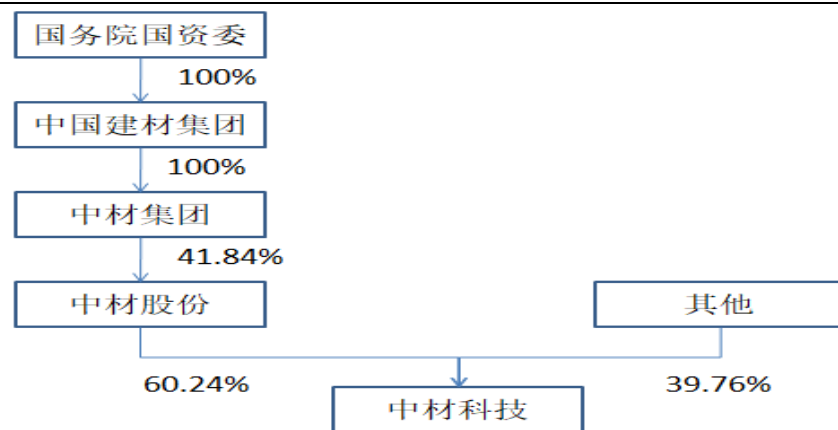 国务院国资委
100%
中国建材集团
100%
中材集团
41.84%
中材股份
其他
60.24%
39.76%
中材科技